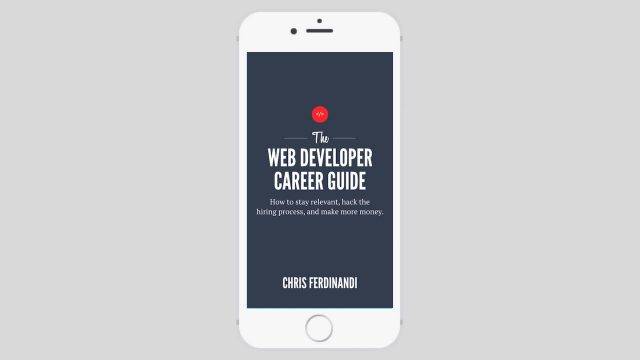 </>
The
WEB DEVELOPER
CAREER GUIDE
How to stay relevant, hack the
hiring process, and make more money.
CHRIS FERDINANDI